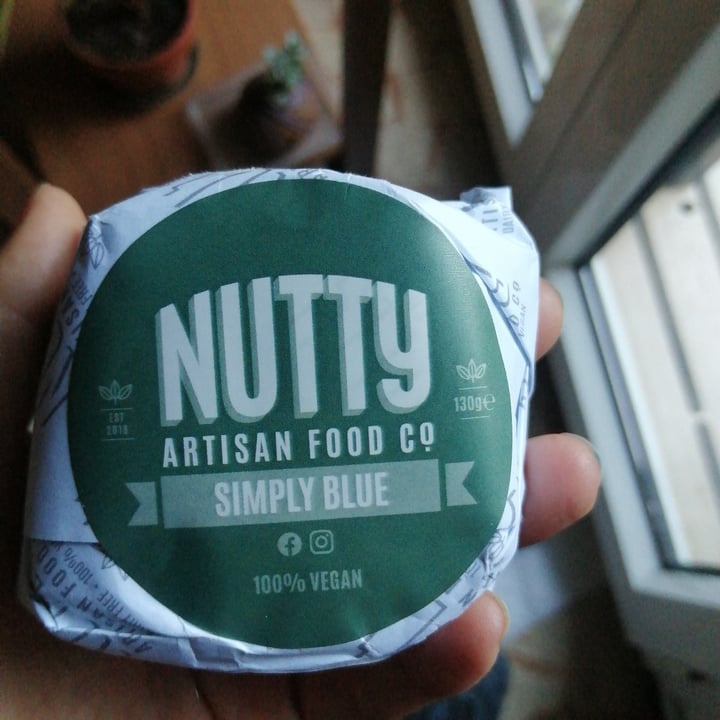 NUTTY
ARTISAN FOOD Cº
SIMPLY BLUE
100% VEGAN
EST
2018
130g℮